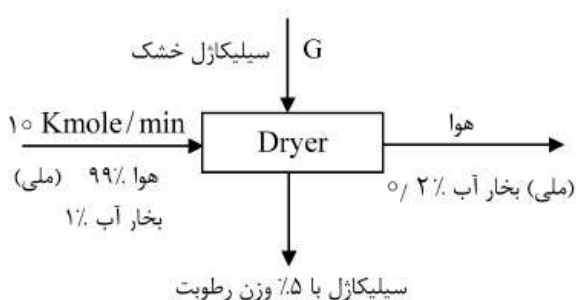 سیلیکاژل خشک
G
۱۰ Kmole/min
هوا ۹۹٪ (ملی)
بخار آب ۱٪
Dryer
هوا
(ملی) بخار آب ۰/۲٪
سیلیکاژل با ۵٪ وزن رطوبت